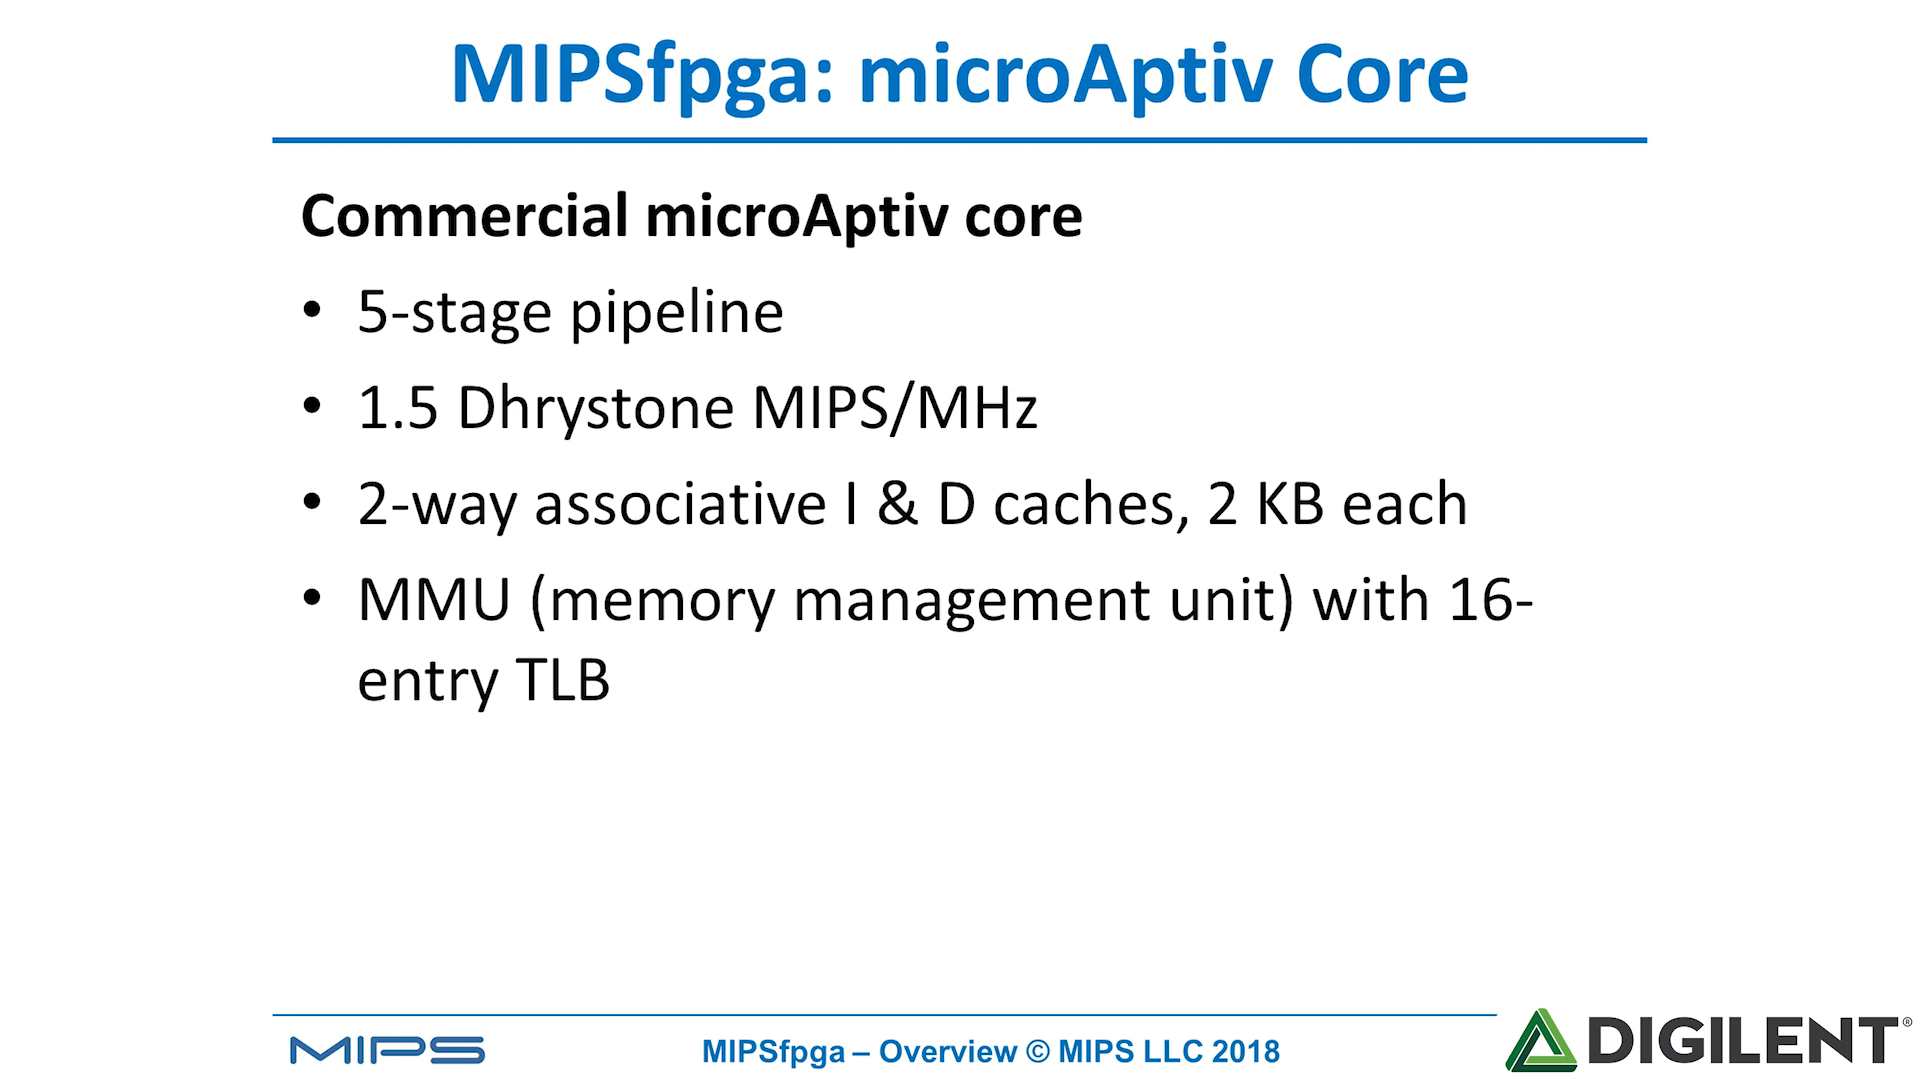 MIPSfpga: microAptiv Core
Commercial microAptiv core
• 5-stage pipeline
• 1.5 Dhrystone MIPS/MHz
• 2-way associative I & D caches, 2 KB each
• MMU (memory management unit) with 16-
entry TLB
MIPS
MIPSfpga – Overview © MIPS LLC 2018
DIGILENT®